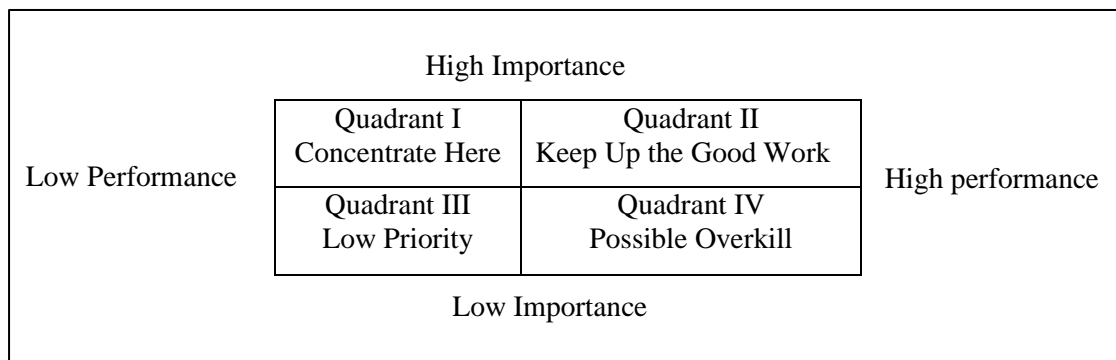 High Importance
Quadrant I
Concentrate Here
Quadrant II
Keep Up the Good Work
Low Performance
High performance
Quadrant III
Low Priority
Quadrant IV
Possible Overkill
Low Importance